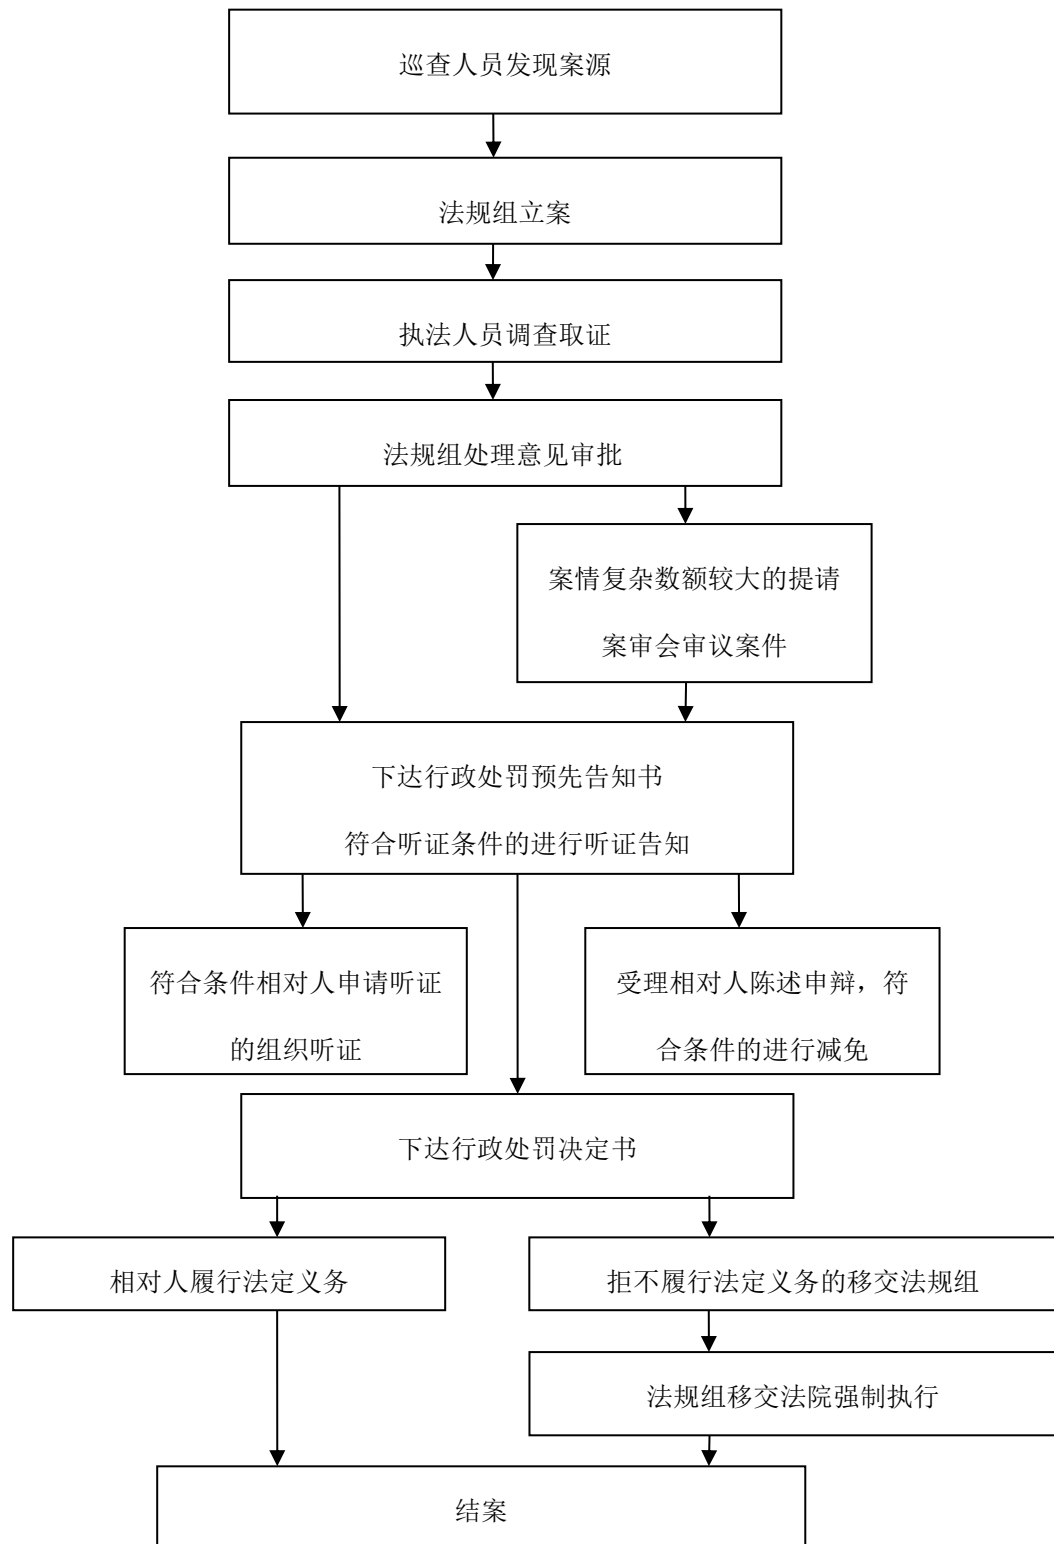 巡查人员发现案源
法规组立案
执法人员调查取证
法规组处理意见审批
案情复杂数额较大的提请
案审会审议案件
下达行政处罚预先告知书
符合听证条件的进行听证告知
符合条件相对人申请听证
的组织听证
受理相对人陈述申辩，符
合条件的进行减免
下达行政处罚决定书
相对人履行法定义务
拒不履行法定义务的移交法规组
法规组移交法院强制执行
结案